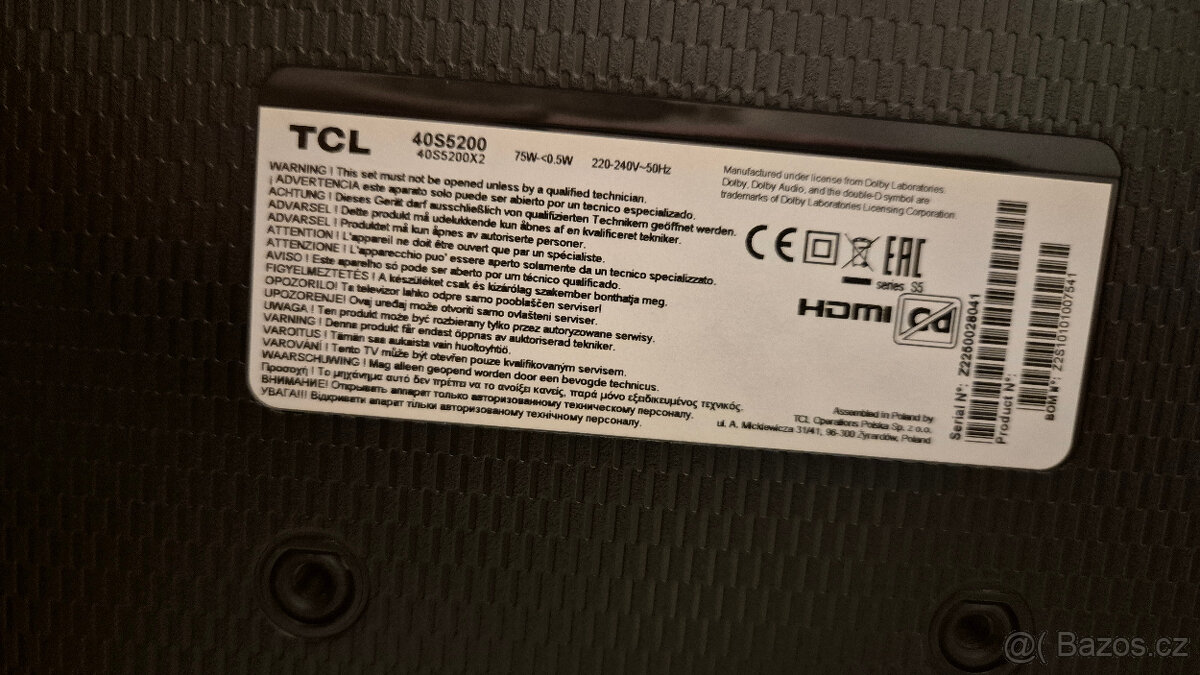 TCL
40S5200
40S5200X2
75W-<0.5W
220-240V~50Hz
WARNING ! This set must not be opened unless by a qualified technician.
¡ ADVERTENCIA este aparato solo puede ser abierto por un tecnico especializado.
ACHTUNG ! Dieses Gerät darf ausschließlich von qualifizierten Technikern geöffnet werden.
ADVARSEL ! Dette produkt må udelukkende kun åbnes af en kvalificeret tekniker.
ADVARSEL ! Produktet må kun åpnes av autoriserte personer.
ATTENTION ! L'appareil ne doit être ouvert que par un spécialiste.
ATTENZIONE ! L'apparecchio puo' essere aperto solamente da un tecnico specializzato.
AVISO ! Este aparelho só pode ser aberto por um técnico qualificado.
FIGYELMEZTETÉS ! A készüléket csak és kizárólag szakember bonthatja meg.
OPOZORILO! Ta televizor lahko odpre samo pooblaščen serviser!
UPOZORENJE! Ovaj uređaj može otvoriti samo ovlašteni serviser.
UWAGA ! Ten produkt może być rozbierany tylko przez autoryzowane serwisy.
VARNING ! Denna produkt får endast öppnas av auktoriserad tekniker.
VAROITUS ! Tämän saa aukaista vain huoltoyhtiö.
VAROVÁNÍ ! Tento TV může být otevřen pouze kvalifikovaným servisem.
WAARSCHUWING ! Mag alleen geopend worden door een bevogde technicus.
Προσοχή ! Το μηχάνημα αυτό δεν πρέπει να το ανοίξει κανείς, παρά μόνο εξειδικευμένος τεχνικός.
ВНИМАНИЕ! Открывать аппарат только авторизованному техническому персоналу.
УВАГА!!! Відкривати апарат тільки авторизованному технічному персоналу.
Manufactured under license from Dolby Laboratories.
Dolby, Dolby Audio, and the double-D symbol are
trademarks of Dolby Laboratories Licensing Corporation.
CE
EAC
series S5
HDMI
Assembled in Poland by
TCL Operations Polska Sp. z o.o.
ul. A. Mickiewicza 31/41, 96-300 Żyrardów, Poland
Serial N°: Z2250028041
Product N°:
BOM N°: Z2S10101007541
@( Bazos.cz